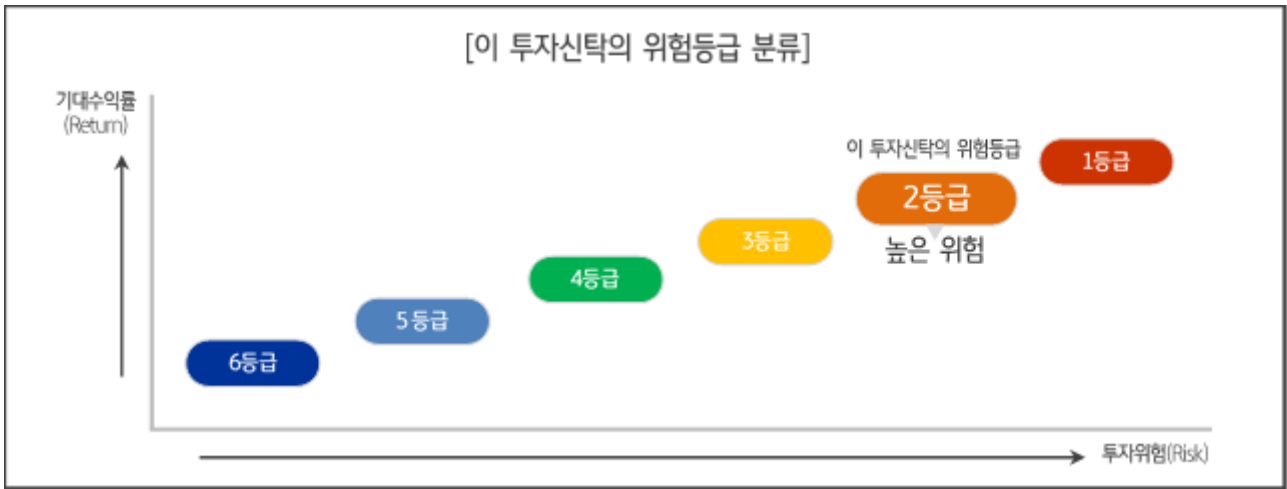 [이 투자신탁의 위험등급 분류]
기대수익률
(Return)
이 투자신탁의 위험등급
1등급
2등급
높은 위험
3등급
4등급
5등급
6등급
투자위험(Risk)